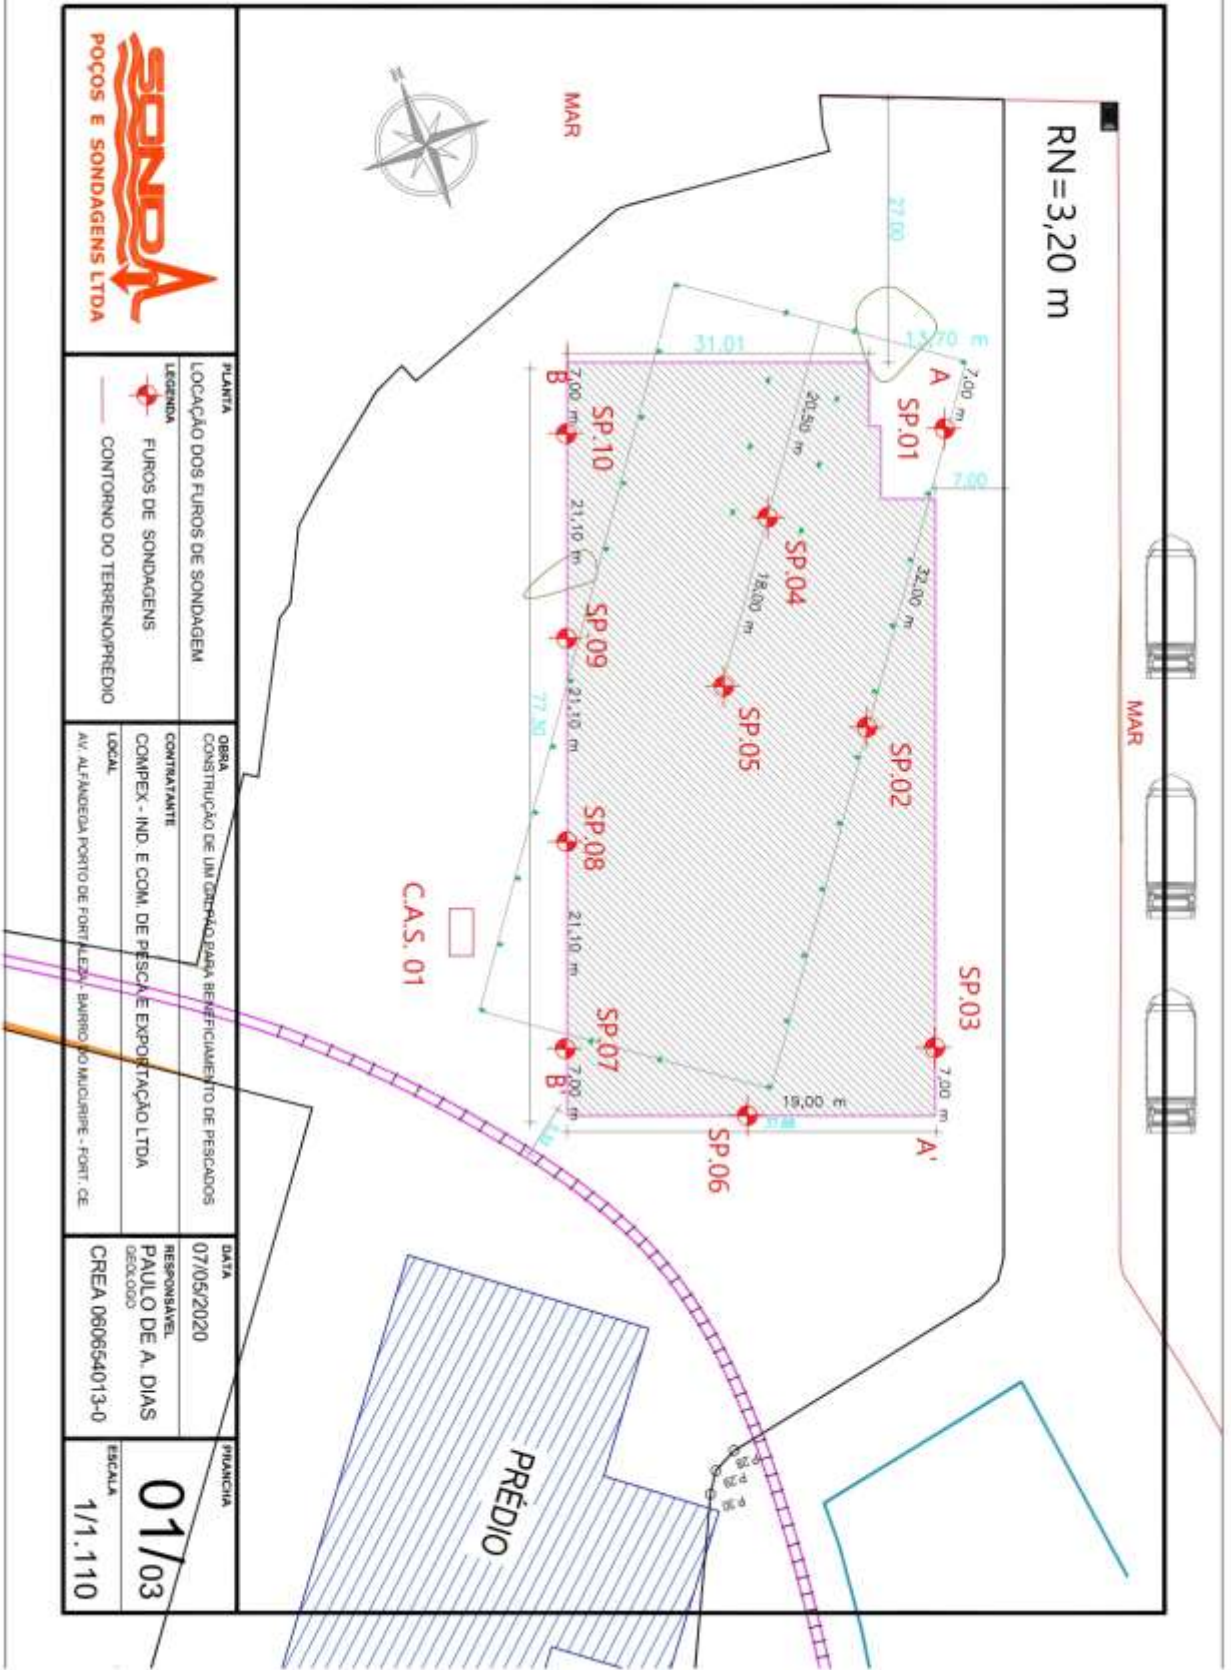 RN=3,20 m
MAR
MAR
N
27,00
13,70 m
31,01
A
7,00 m
SP.01
7,00
20,50 m
SP.04
32,00 m
18,00 m
SP.05
SP.02
SP.03
7,00 m
A'
19,00 m
37,88
SP.06
B
7,00 m
SP.10
21,10 m
SP.09
21,10 m
77,30
SP.08
21,10 m
SP.07
7,00 m
B'
C.A.S. 01
PRÉDIO
P.28
P.29
P.30
SONDA
POÇOS E SONDAGENS LTDA
PLANTA
LOCAÇÃO DOS FUROS DE SONDAGEM
LEGENDA
FUROS DE SONDAGENS
CONTORNO DO TERRENO/PRÉDIO
OBRA
CONSTRUÇÃO DE UM GALPÃO PARA BENEFICIAMENTO DE PESCADOS
CONTRATANTE
COMPEX - IND. E COM. DE PESCA E EXPORTAÇÃO LTDA
LOCAL
AV. ALFÂNDEGA PORTO DE FORTALEZA - BAIRRO DO MUCURIPE - FORT. CE.
DATA
07/05/2020
RESPONSÁVEL
PAULO DE A. DIAS
GEÓLOGO
CREA 060654013-0
PRANCHA
01/03
ESCALA
1/1.110